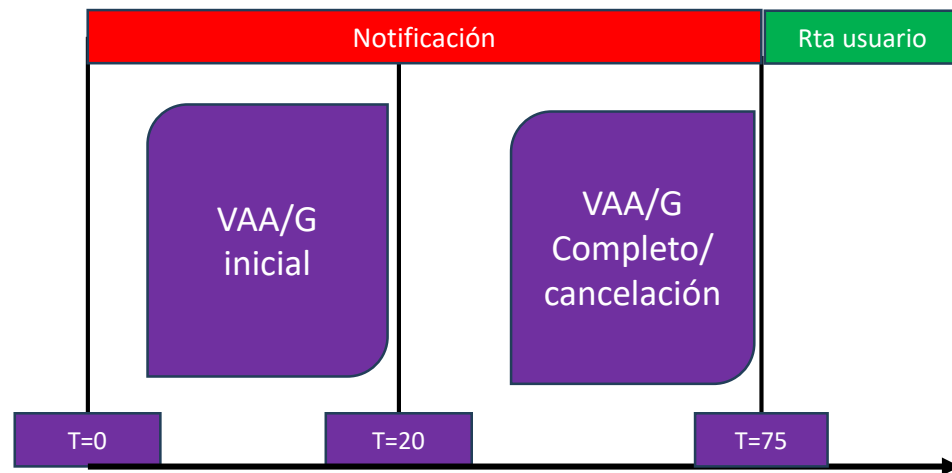 Notificación
Rta usuario
VAA/G
inicial
VAA/G
Completo/
cancelación
T=0
T=20
T=75